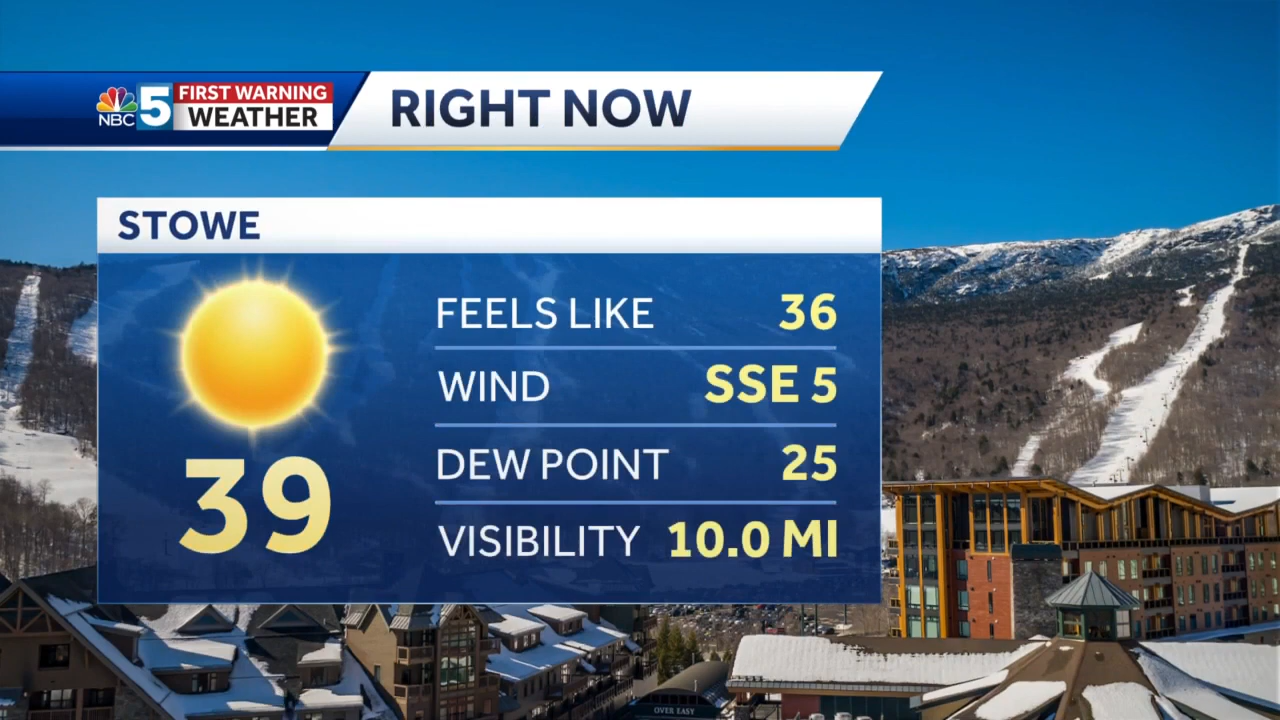 NBC 5 FIRST WARNING WEATHER
RIGHT NOW
STOWE
39
FEELS LIKE 36
WIND SSE 5
DEW POINT 25
VISIBILITY 10.0 MI
OVER EASY